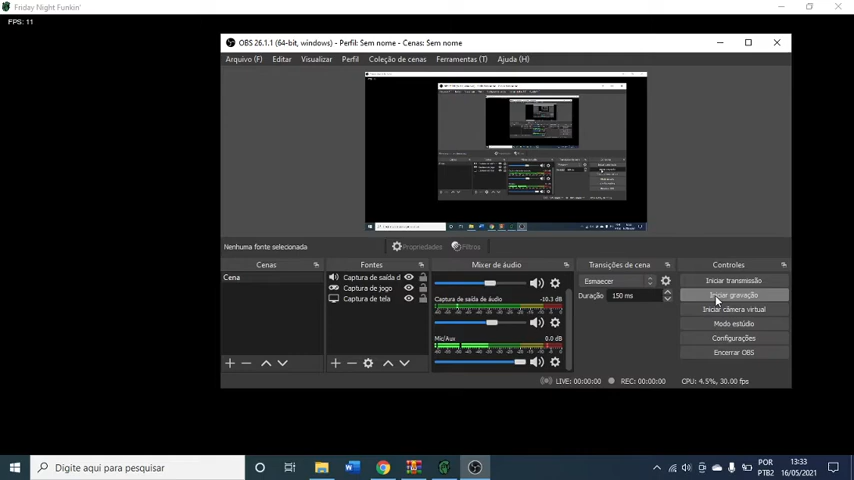 Friday Night Funkin'
FPS: 11
OBS 26.1.1 (64-bit, windows) - Perfil: Sem nome - Cenas: Sem nome
Arquivo (F) Editar Visualizar Perfil Coleção de cenas Ferramentas (T) Ajuda (H)
Nenhuma fonte selecionada Propriedades Filtros
Cenas Fontes Mixer de áudio Transições de cena Controles
Cena
Captura de saída d
Captura de jogo
Captura de tela
Captura de saída de áudio -10.3 dB
Mic/Aux 0.0 dB
Esmaecer
Duração 150 ms
Iniciar transmissão
Iniciar gravação
Iniciar câmera virtual
Modo estúdio
Configurações
Encerrar OBS
LIVE: 00:00:00 REC: 00:00:00 CPU: 4.5%, 30.00 fps
Digite aqui para pesquisar
POR
PTB2
13:33
16/05/2021